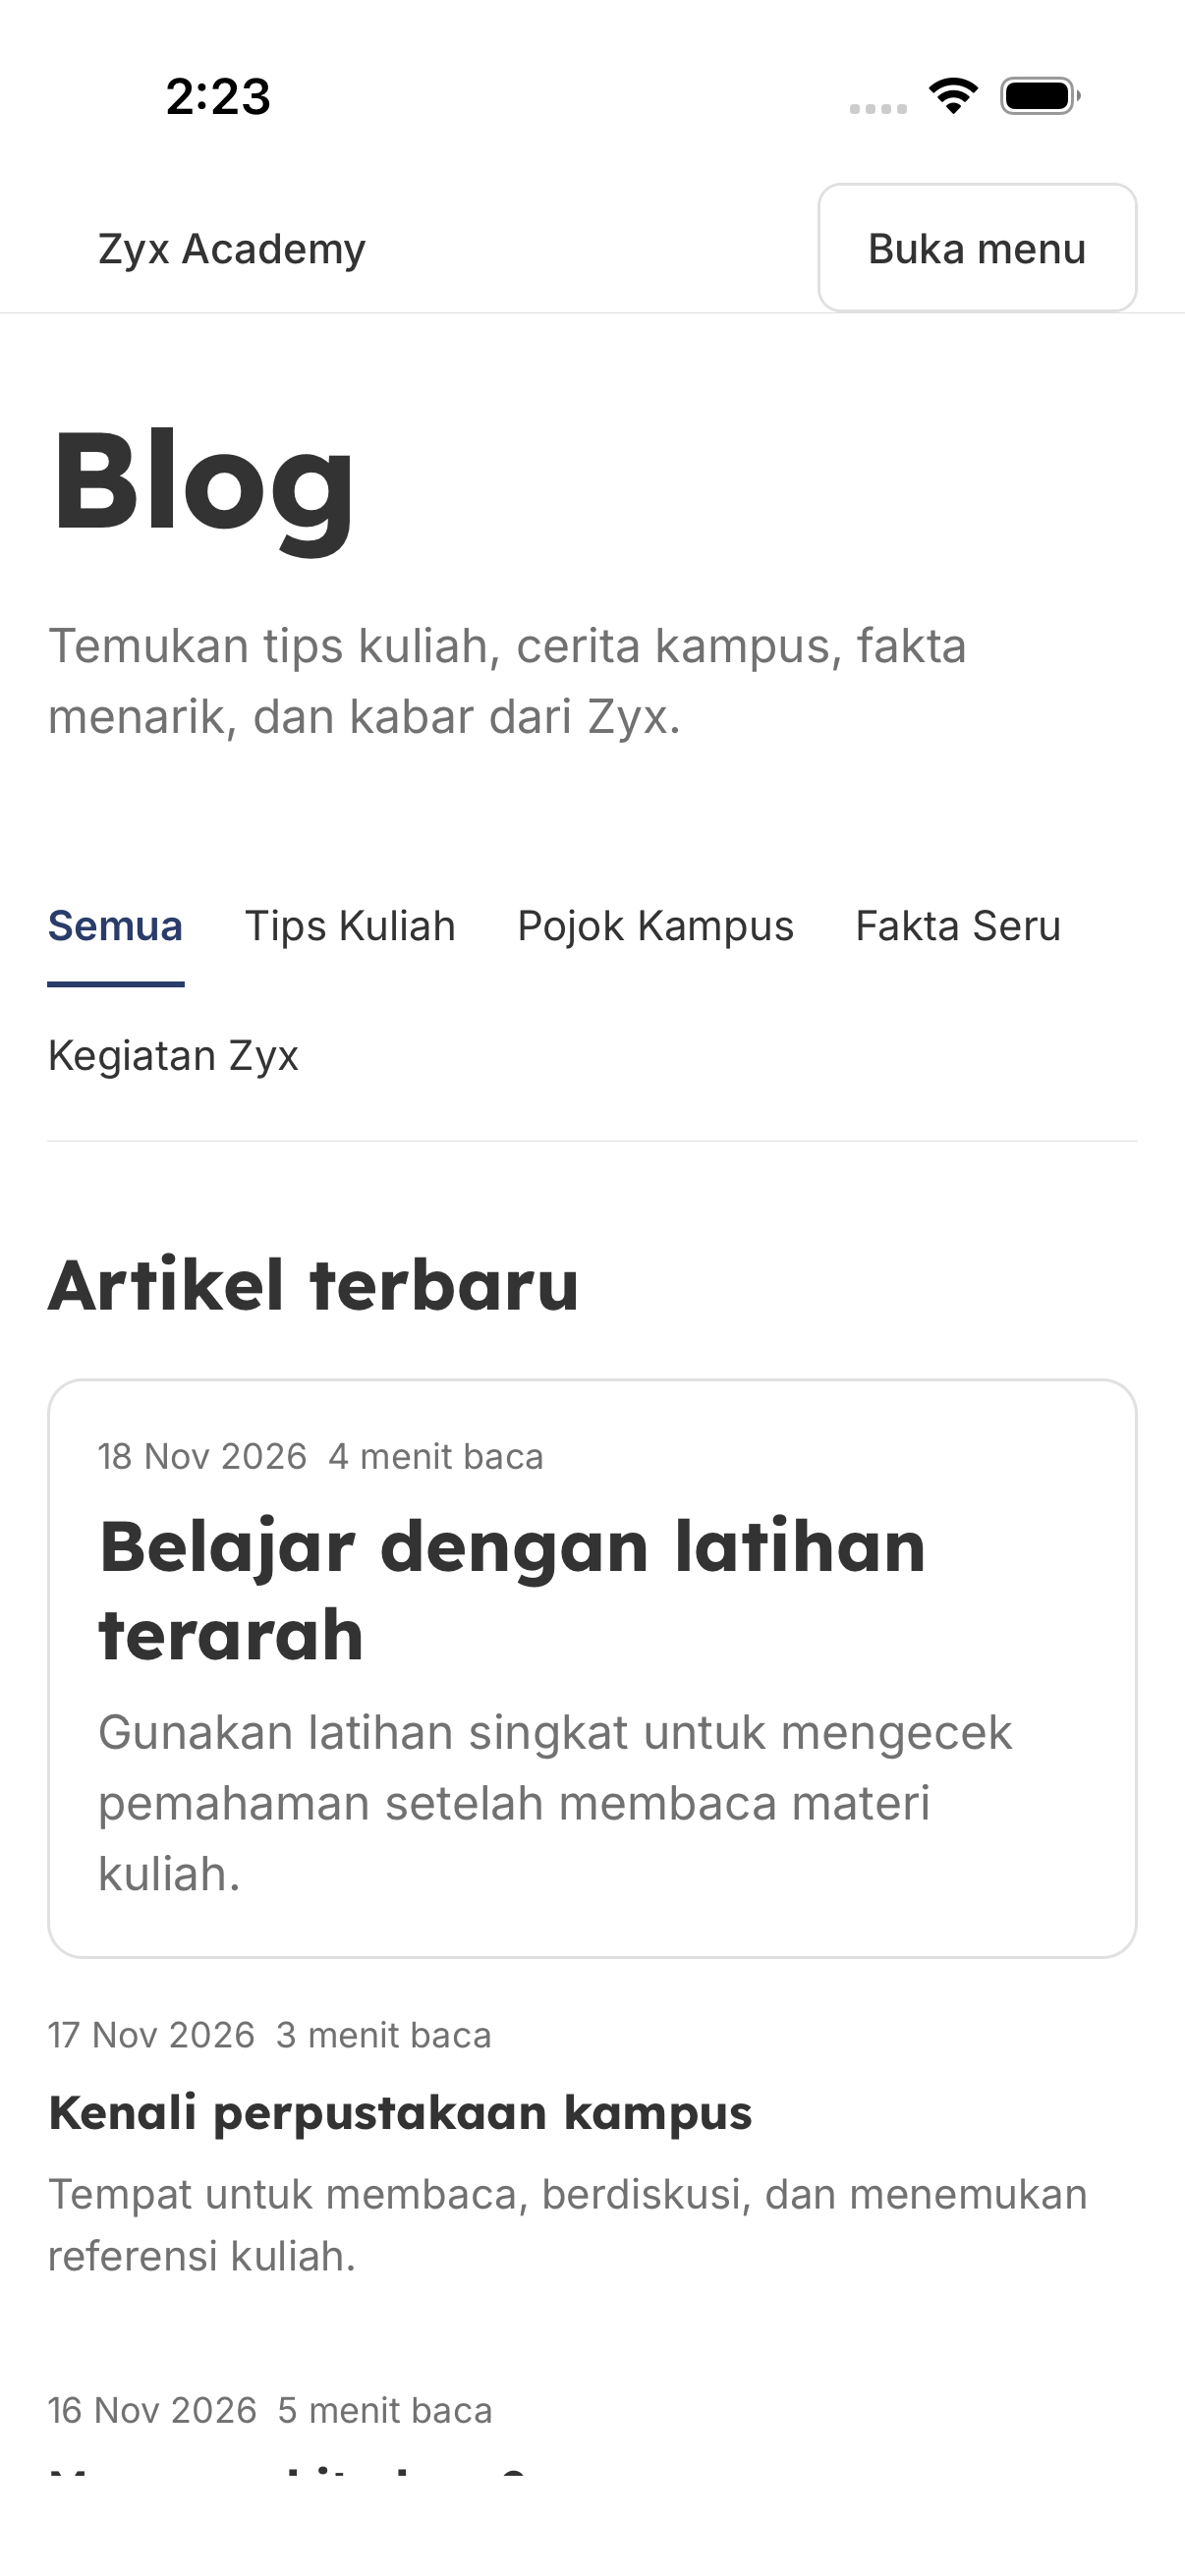 2:23
Zyx Academy
Buka menu
Blog
Temukan tips kuliah, cerita kampus, fakta
menarik, dan kabar dari Zyx.
Semua Tips Kuliah Pojok Kampus Fakta Seru
Kegiatan Zyx
Artikel terbaru
18 Nov 2026 4 menit baca
Belajar dengan latihan
terarah
Gunakan latihan singkat untuk mengecek
pemahaman setelah membaca materi
kuliah.
17 Nov 2026 3 menit baca
Kenali perpustakaan kampus
Tempat untuk membaca, berdiskusi, dan menemukan
referensi kuliah.
16 Nov 2026 5 menit baca